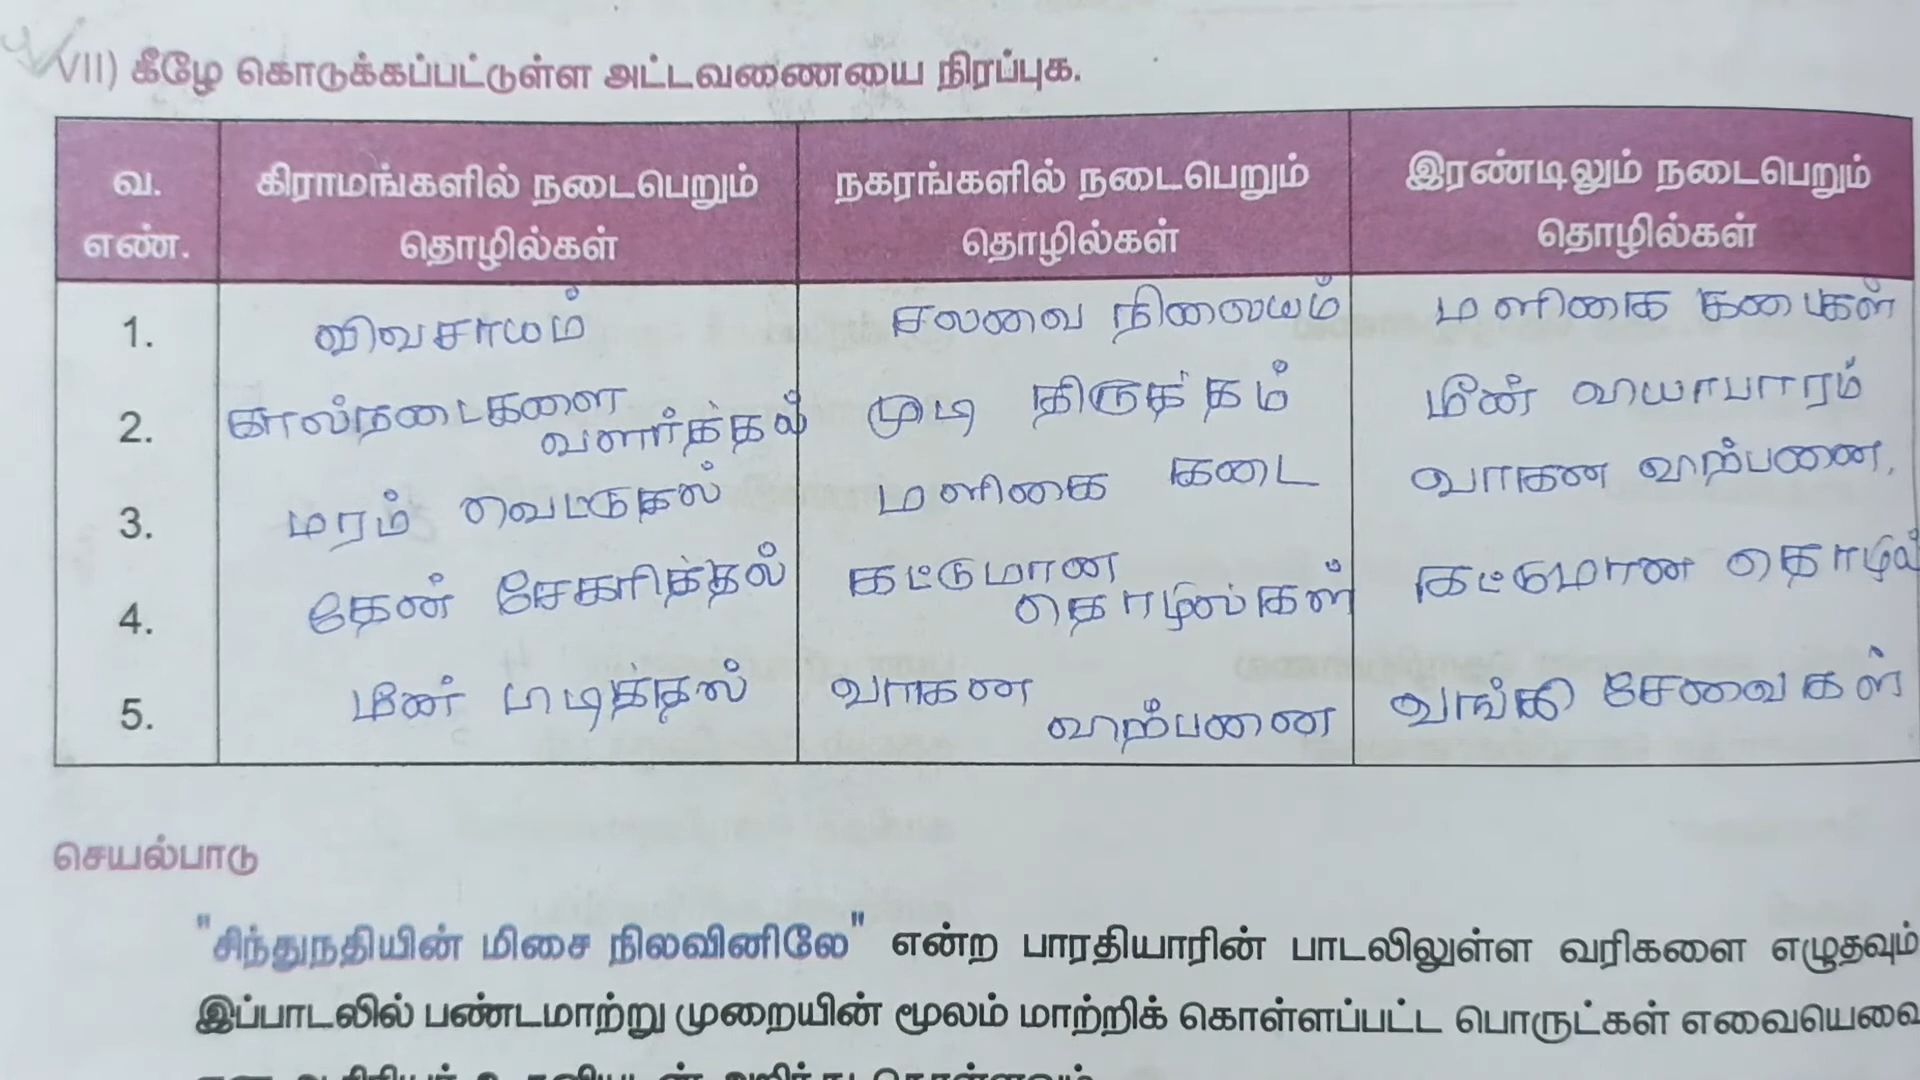 VII) கீழே கொடுக்கப்பட்டுள்ள அட்டவணையை நிரப்புக.
வ. எண். கிராமங்களில் நடைபெறும் தொழில்கள் நகரங்களில் நடைபெறும் தொழில்கள் இரண்டிலும் நடைபெறும் தொழில்கள்
1. விவசாயம் சலவை நிலையம் மளிகை கடைகள்
2. கால்நடைகளை வளர்த்தல் முடி திருத்தம் மீன் வியாபாரம்
3. மரம் வெட்டுதல் மளிகை கடை வாகன விற்பனை.
4. தேன் சேகரித்தல் கட்டுமான தொழில்கள் கட்டுமான தொழில்
5. மீன் பிடித்தல் வாகன விற்பனை வங்கி சேவைகள்
செயல்பாடு
"சிந்துநதியின் மிசை நிலவினிலே" என்ற பாரதியாரின் பாடலிலுள்ள வரிகளை எழுதவும்
இப்பாடலில் பண்டமாற்று முறையின் மூலம் மாற்றிக் கொள்ளப்பட்ட பொருட்கள் எவையெவை